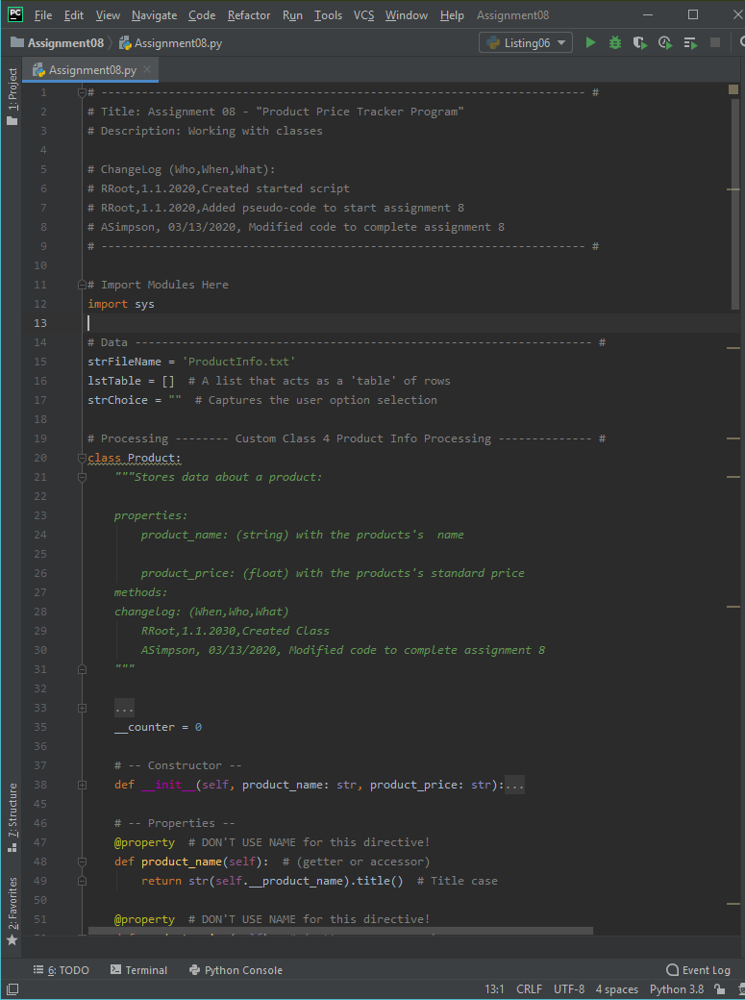 PC File Edit View Navigate Code Refactor Run Tools VCS Window Help Assignment08
Assignment08 Assignment08.py Listing06
1: Project
Assignment08.py
1 # ------------------------------------------------------------------------ #
2 # Title: Assignment 08 - "Product Price Tracker Program"
3 # Description: Working with classes
4
5 # ChangeLog (Who,When,What):
6 # RRoot,1.1.2020,Created started script
7 # RRoot,1.1.2020,Added pseudo-code to start assignment 8
8 # ASimpson, 03/13/2020, Modified code to complete assignment 8
9 # ------------------------------------------------------------------------ #
10
11 # Import Modules Here
12 import sys
13
14 # Data -------------------------------------------------------------------- #
15 strFileName = 'ProductInfo.txt'
16 lstTable = []  # A list that acts as a 'table' of rows
17 strChoice = ""  # Captures the user option selection
18
19 # Processing -------- Custom Class 4 Product Info Processing -------------- #
20 class Product:
21     """Stores data about a product:
22
23     properties:
24         product_name: (string) with the products's  name
25
26         product_price: (float) with the products's standard price
27     methods:
28     changelog: (When,Who,What)
29         RRoot,1.1.2030,Created Class
30         ASimpson, 03/13/2020, Modified code to complete assignment 8
31     """
32
33     ...
35     __counter = 0
36
37     # -- Constructor --
38     def __init__(self, product_name: str, product_price: str):...
45
46     # -- Properties --
47     @property  # DON'T USE NAME for this directive!
48     def product_name(self):  # (getter or accessor)
49         return str(self.__product_name).title()  # Title case
50
51     @property  # DON'T USE NAME for this directive!
7: Structure
2: Favorites
6: TODO Terminal Python Console Event Log
13:1 CRLF UTF-8 4 spaces Python 3.8